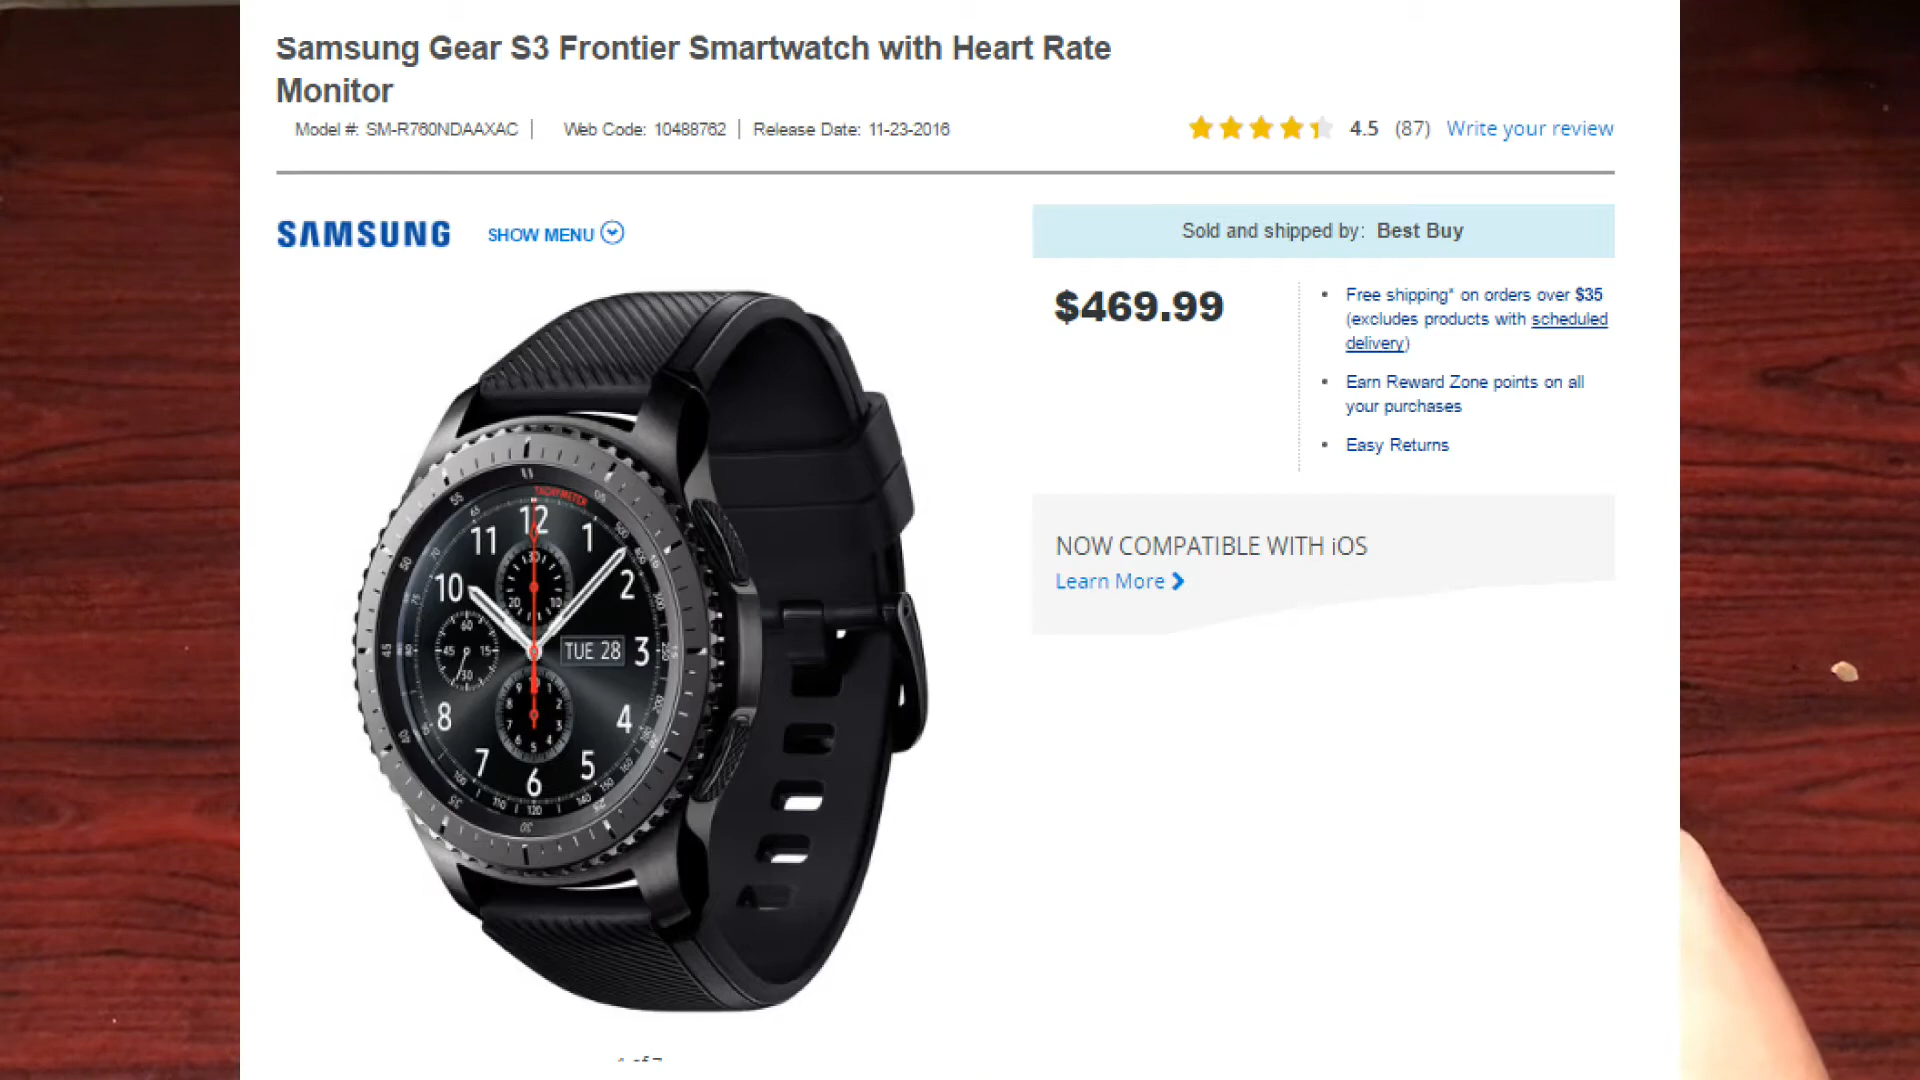 Samsung Gear S3 Frontier Smartwatch with Heart Rate
Monitor
Model #: SM-R760NDAAXAC | Web Code: 10488762 | Release Date: 11-23-2016
4.5 (87) Write your review
SAMSUNG SHOW MENU
Sold and shipped by: Best Buy
$469.99
• Free shipping* on orders over $35
(excludes products with scheduled
delivery)
• Earn Reward Zone points on all
your purchases
• Easy Returns
NOW COMPATIBLE WITH iOS
Learn More
TACHYMETER
12
11
1
10
2
TUE 28
3
8
4
7
5
6